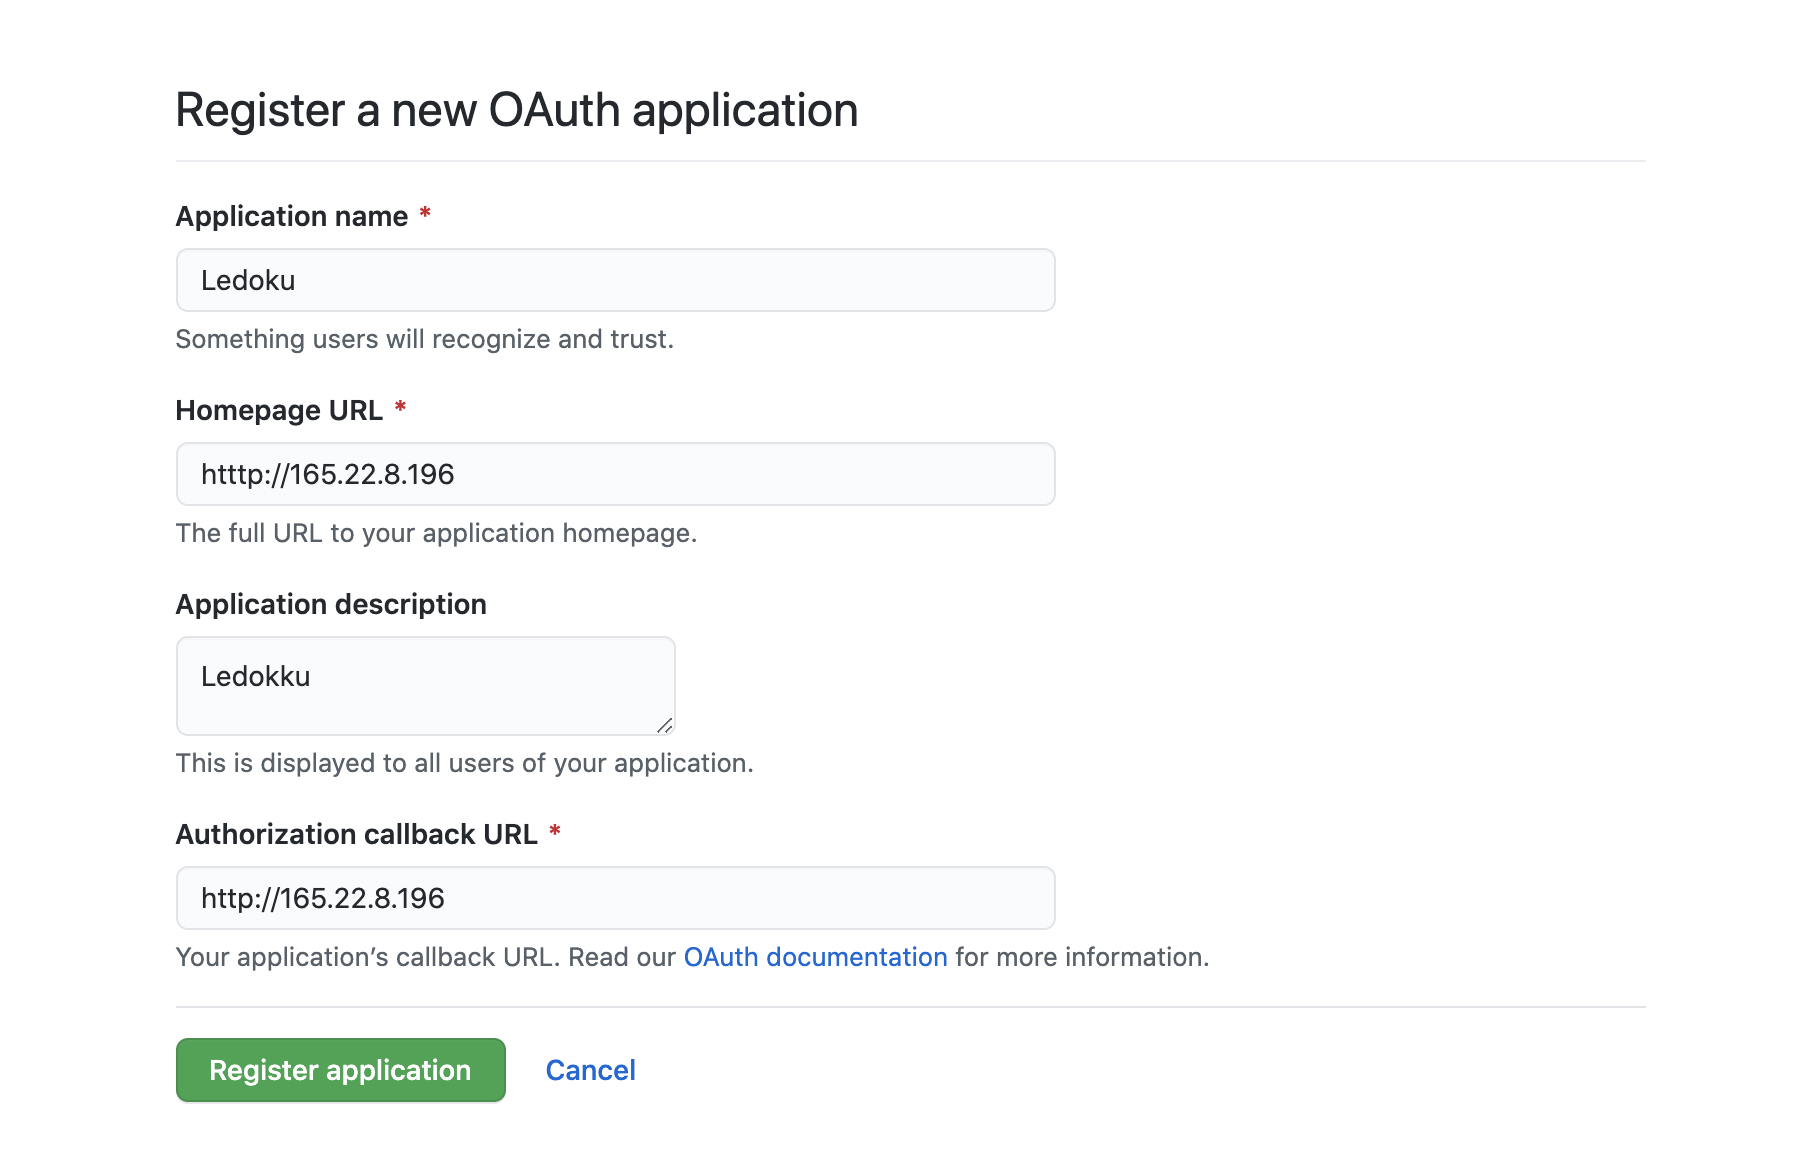 Register a new OAuth application
Application name *
Ledoku
Something users will recognize and trust.
Homepage URL *
htttp://165.22.8.196
The full URL to your application homepage.
Application description
Ledokku
This is displayed to all users of your application.
Authorization callback URL *
http://165.22.8.196
Your application’s callback URL. Read our OAuth documentation for more information.
Register application Cancel